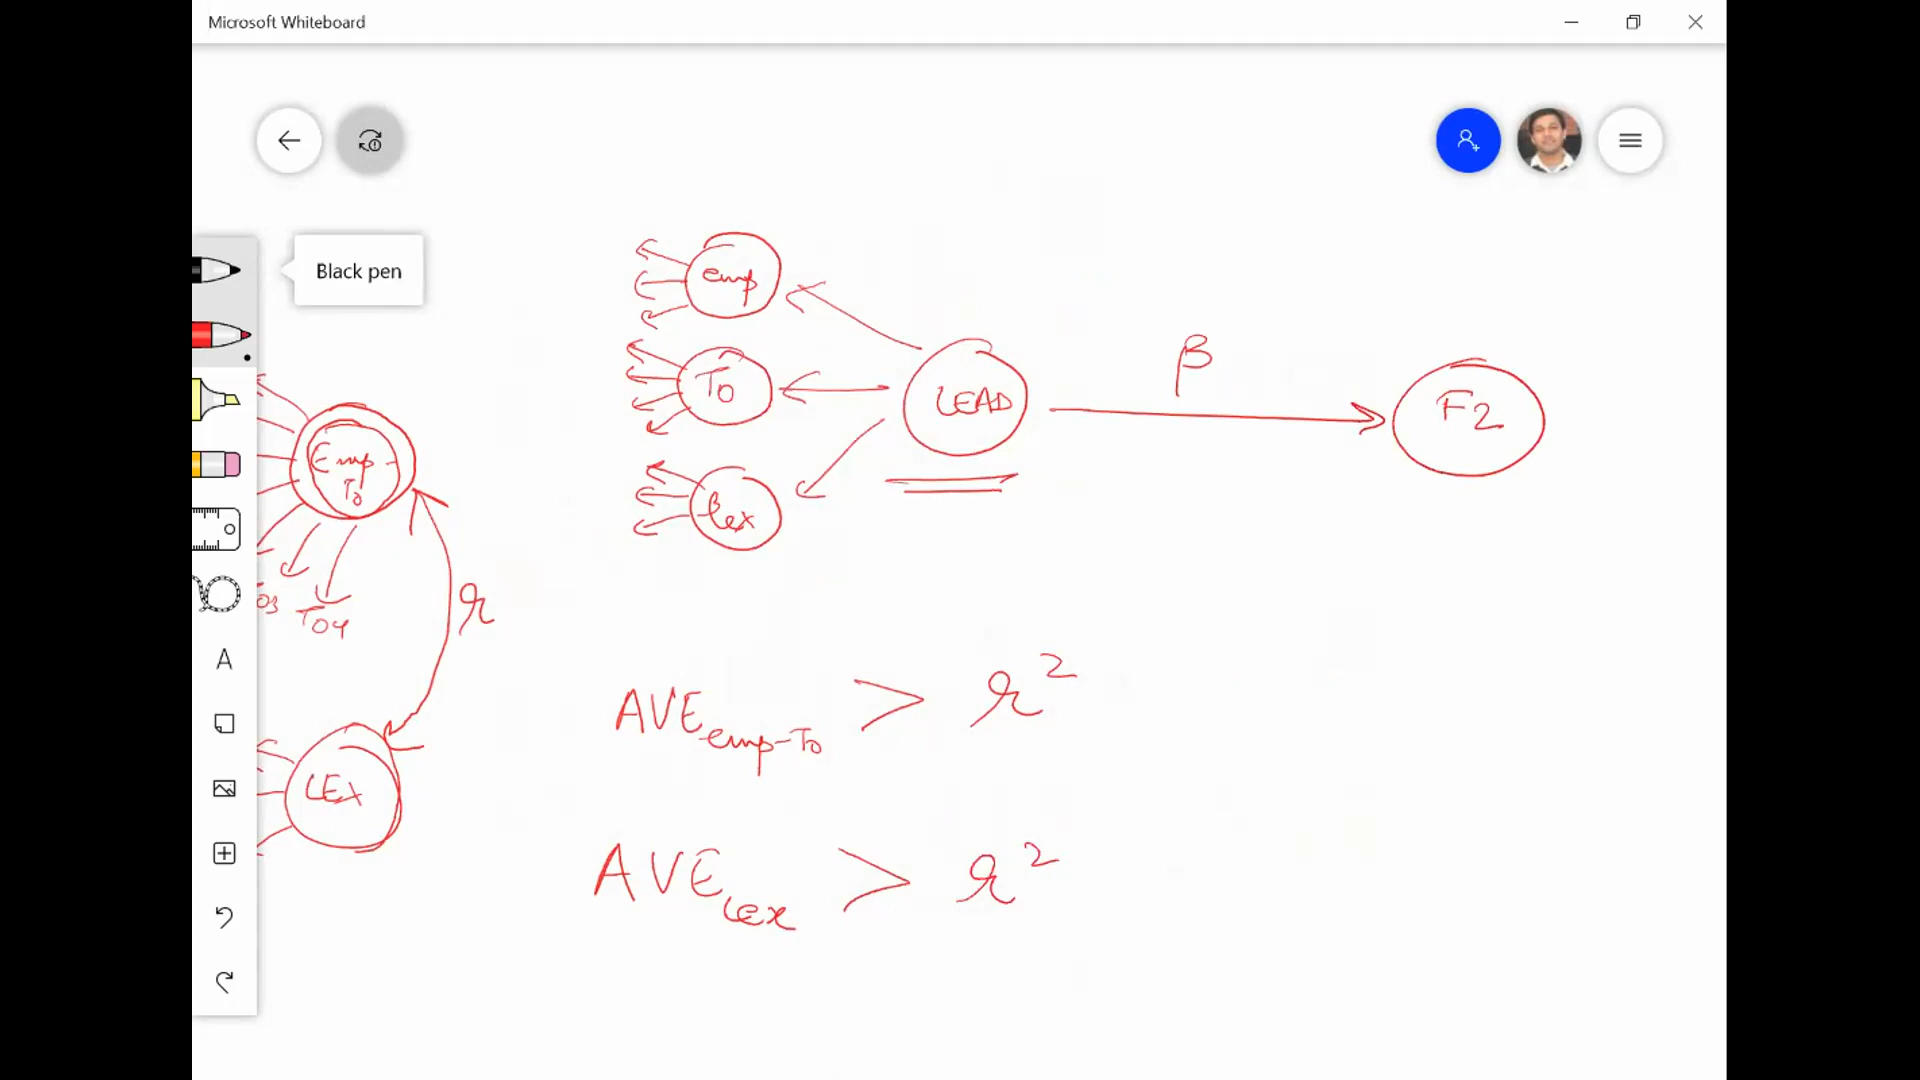 Microsoft Whiteboard
Black pen
emp
To
LEAD
β
F2
lex
Emp
To
r
03
To4
LEX
AVE emp-To > r²
AVE Lex > r²